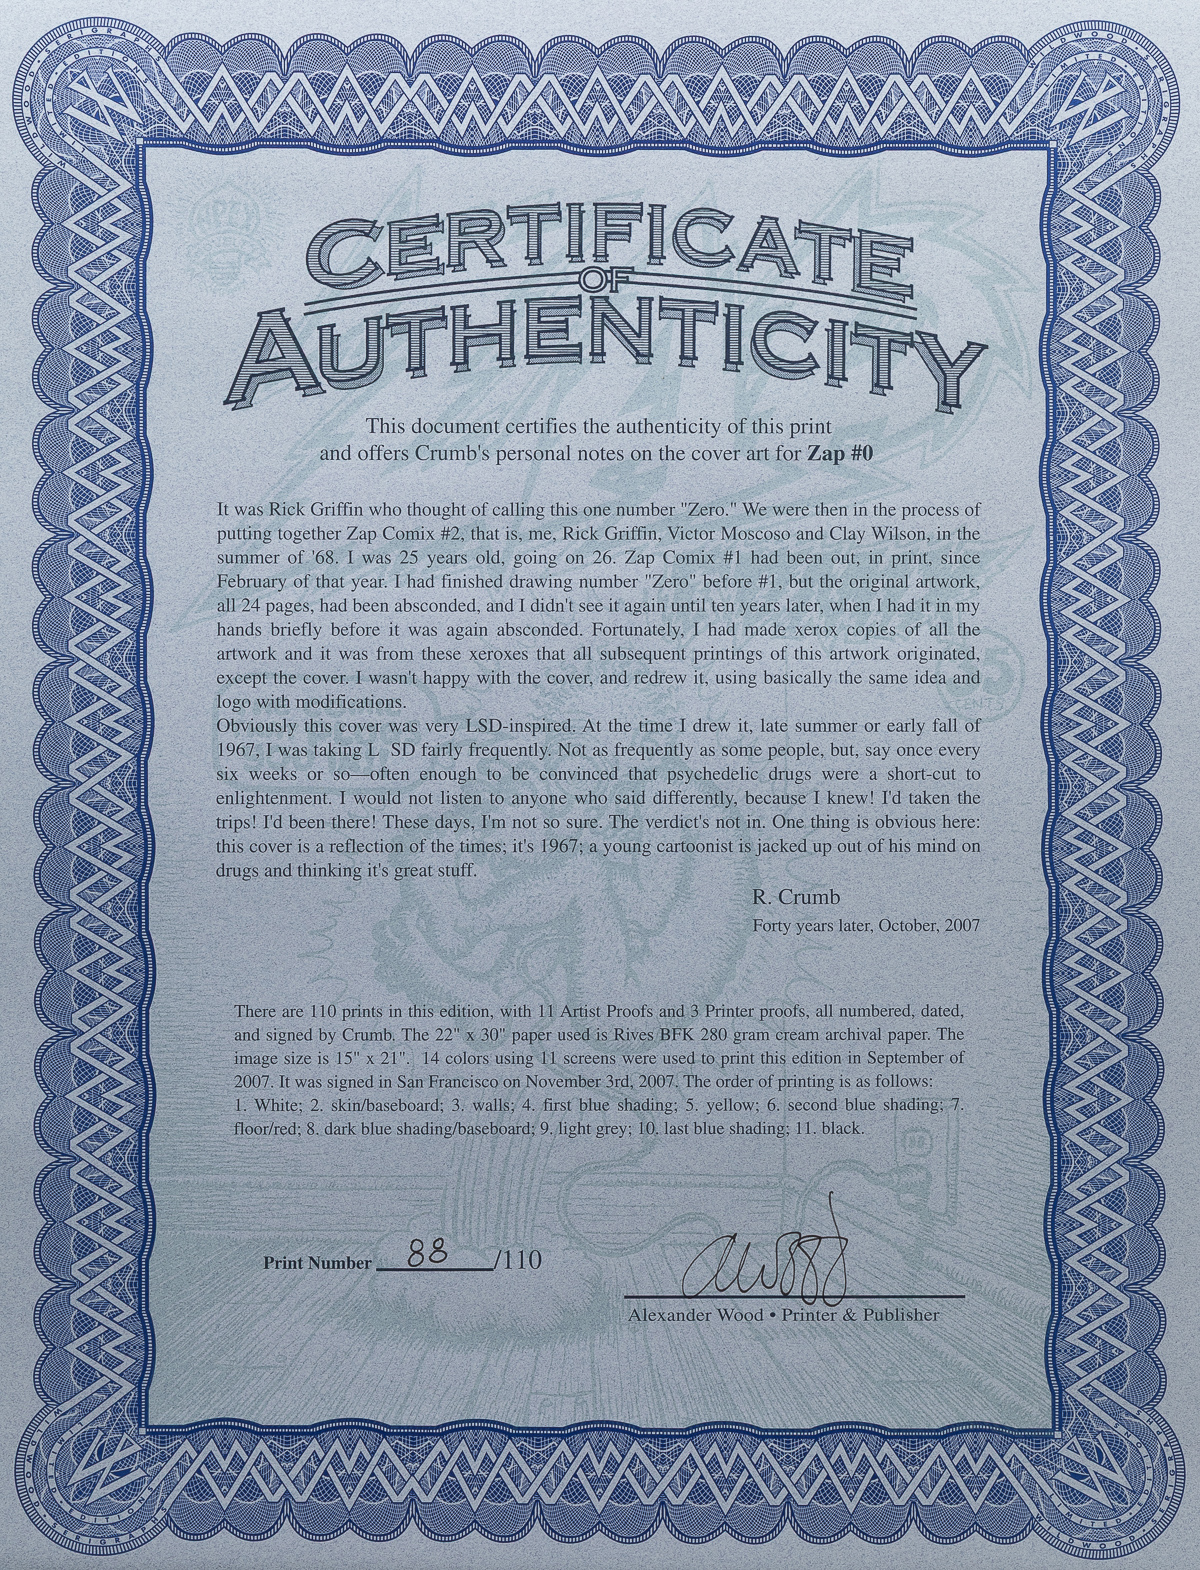 CERTIFICATE
OF
AUTHENTICITY
This document certifies the authenticity of this print
and offers Crumb's personal notes on the cover art for Zap #0
It was Rick Griffin who thought of calling this one number "Zero." We were then in the process of
putting together Zap Comix #2, that is, me, Rick Griffin, Victor Moscoso and Clay Wilson, in the
summer of '68. I was 25 years old, going on 26. Zap Comix #1 had been out, in print, since
February of that year. I had finished drawing number "Zero" before #1, but the original artwork,
all 24 pages, had been absconded, and I didn't see it again until ten years later, when I had it in my
hands briefly before it was again absconded. Fortunately, I had made xerox copies of all the
artwork and it was from these xeroxes that all subsequent printings of this artwork originated,
except the cover. I wasn't happy with the cover, and redrew it, using basically the same idea and
logo with modifications.
Obviously this cover was very LSD-inspired. At the time I drew it, late summer or early fall of
1967, I was taking L SD fairly frequently. Not as frequently as some people, but, say once every
six weeks or so—often enough to be convinced that psychedelic drugs were a short-cut to
enlightenment. I would not listen to anyone who said differently, because I knew! I'd taken the
trips! I'd been there! These days, I'm not so sure. The verdict's not in. One thing is obvious here:
this cover is a reflection of the times; it's 1967; a young cartoonist is jacked up out of his mind on
drugs and thinking it's great stuff.
R. Crumb
Forty years later, October, 2007
There are 110 prints in this edition, with 11 Artist Proofs and 3 Printer proofs, all numbered, dated,
and signed by Crumb. The 22" x 30" paper used is Rives BFK 280 gram cream archival paper. The
image size is 15" x 21". 14 colors using 11 screens were used to print this edition in September of
2007. It was signed in San Francisco on November 3rd, 2007. The order of printing is as follows:
1. White; 2. skin/baseboard; 3. walls; 4. first blue shading; 5. yellow; 6. second blue shading; 7.
floor/red; 8. dark blue shading/baseboard; 9. light grey; 10. last blue shading; 11. black.
Print Number 88 /110
Alexander Wood • Printer & Publisher
WILDWOOD • SERIGRAPHS
LIMITED • EDITIONS
35
CENTS